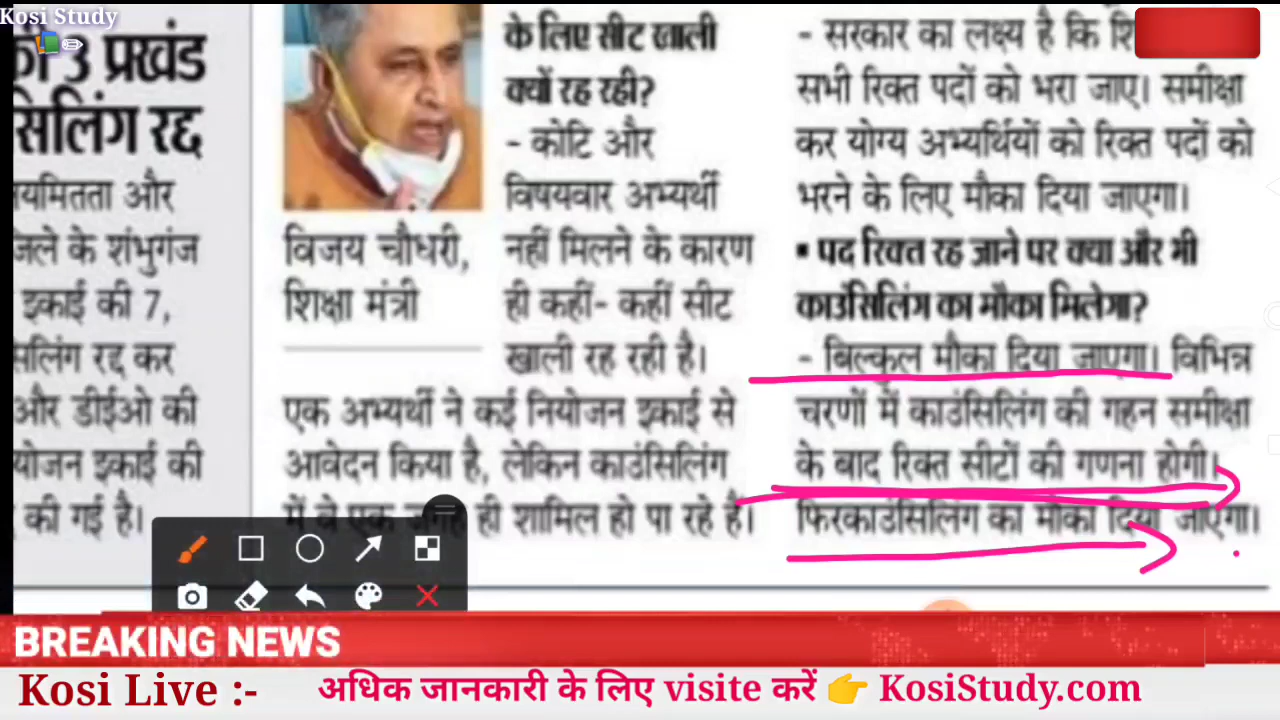 Kosi Study
की 3 प्रखंड
सिलिंग रद्द
यमितता और
जिले के शंभुगंज
इकाई की 7,
सलिंग रद्द कर
और डीईओ की
योजन इकाई की
की गई है।
विजय चौधरी,
शिक्षा मंत्री
के लिए सीट खाली
क्यों रह रही?
- कोटि और
विषयवार अभ्यर्थी
नहीं मिलने के कारण
ही कहीं- कहीं सीट
खाली रह रही है।
एक अभ्यर्थी ने कई नियोजन इकाई से
आवेदन किया है, लेकिन काउंसिलिंग
में वे एक जगह ही शामिल हो पा रहे है।
- सरकार का लक्ष्य है कि
सभी रिक्त पदों को भरा जाए। समीक्षा
कर योग्य अभ्यर्थियों को रिक्त पदों को
भरने के लिए मौका दिया जाएगा।
▪ पद रिक्त रह जाने पर क्या और भी
काउंसिलिंग का मौका मिलेगा?
- बिल्कुल मौका दिया जाएगा। विभिन्न
चरणों में काउंसिलिंग की गहन समीक्षा
के बाद रिक्त सीटों की गणना होगी।
फिरकाउंसिलिंग का मौका दिया जाएगा।
BREAKING NEWS
Kosi Live :- अधिक जानकारी के लिए visite करें 👉 KosiStudy.com